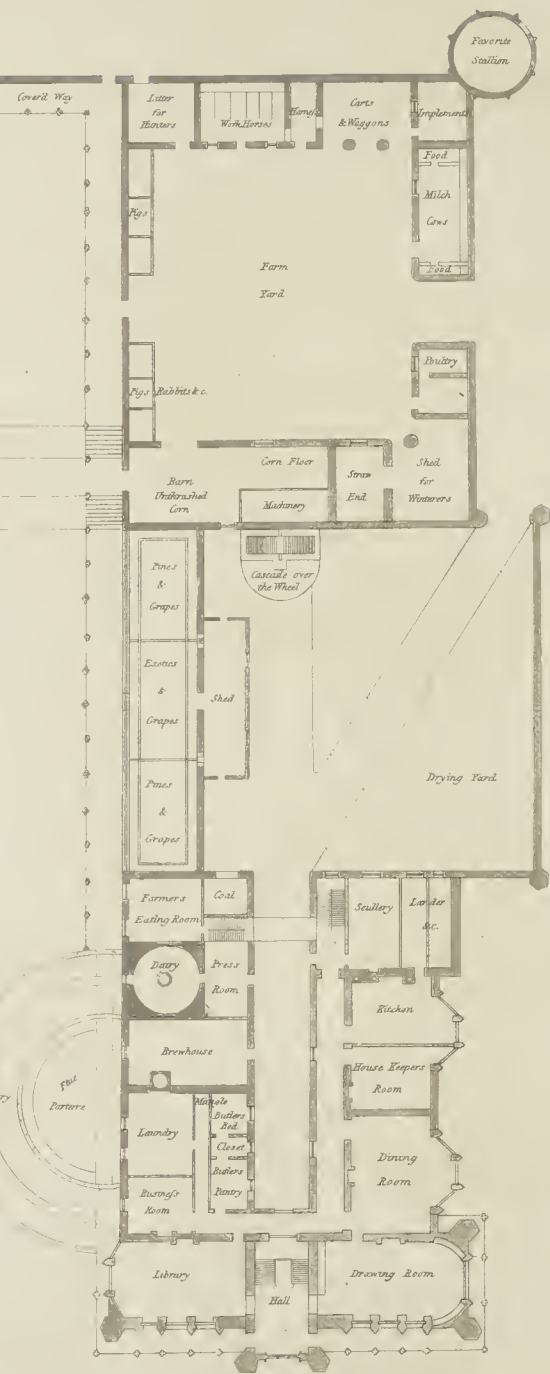 Favorite
Stallion
Cover'd Way
Litter
for
Hunters
Work Horses
Carts
& Waggons
Implements
Food
Milch
Cows
Food
Pigs
Farm
Yard
Poultry
Pigs
Rabbits &c.
Corn Floor
Barn
Unthrashed
Corn
Machinery
Straw
End
Shed
for
Winterers
Cascade over
the Wheel
Pines
&
Grapes
Exotics
&
Grapes
Shed
Pines
&
Grapes
Drying Yard
Farmers
Eating Room
Coal
Scullery
Larder
&c.
Dairy
Press
Room
Kitchen
Brewhouse
House Keepers
Room
Parterre
Mangle
Butlers
Bed
Laundry
Closet
Butlers
Pantry
Dining
Room
Business
Room
Library
Hall
Drawing Room